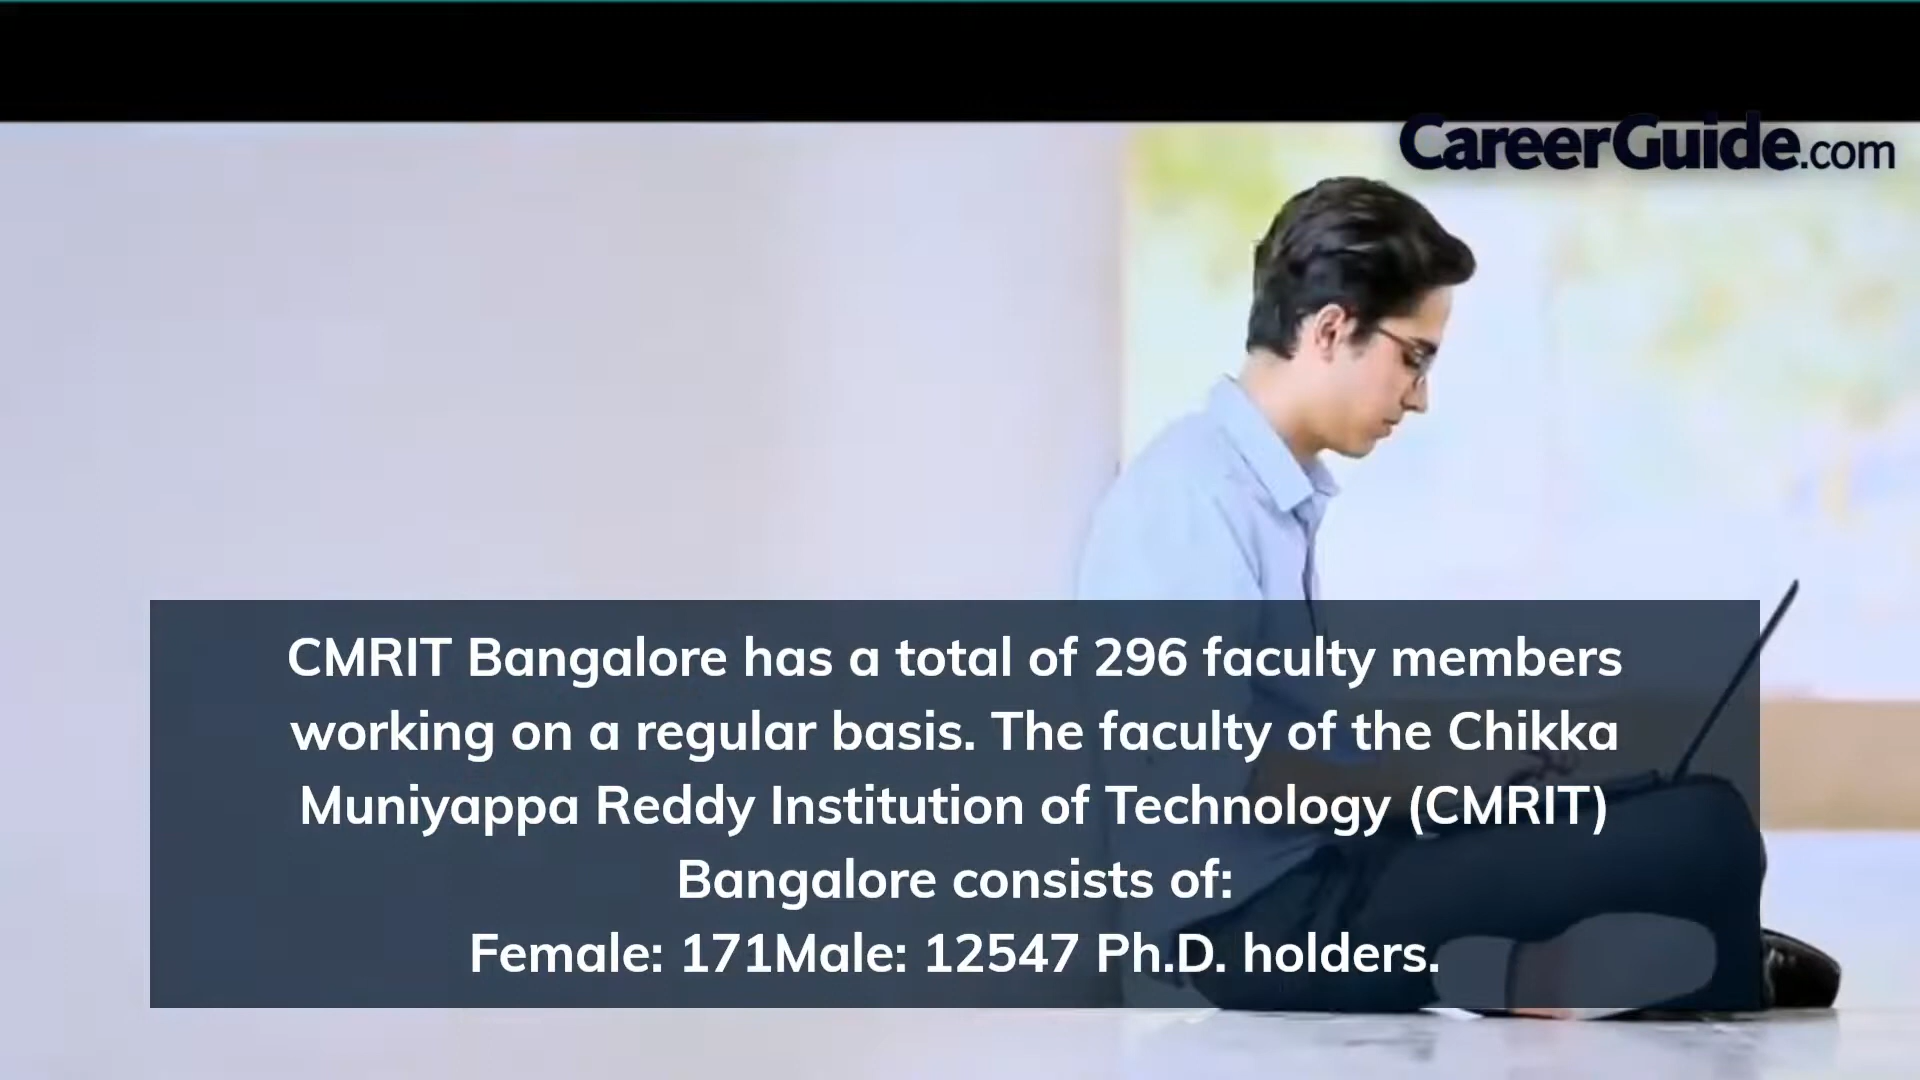 CareerGuide.com
CMRIT Bangalore has a total of 296 faculty members
working on a regular basis. The faculty of the Chikka
Muniyappa Reddy Institution of Technology (CMRIT)
Bangalore consists of:
Female: 171Male: 12547 Ph.D. holders.